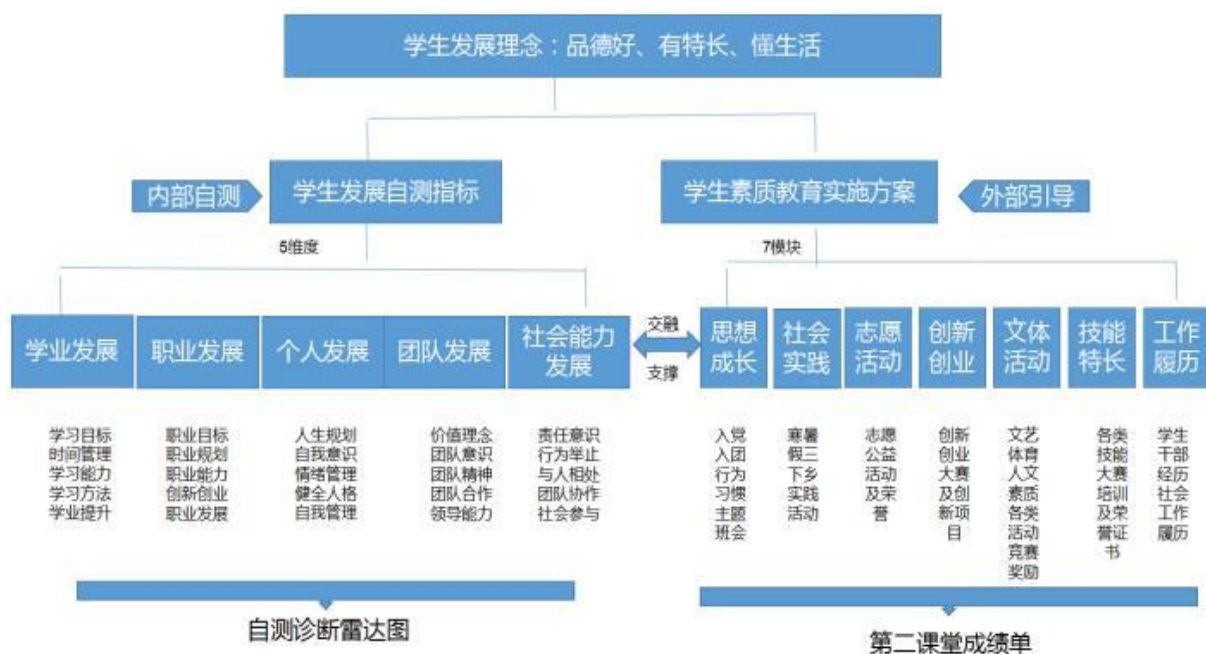 学生发展理念：品德好、有特长、懂生活
内部自测
学生发展自测指标
学生素质教育实施方案
外部引导
5维度
7模块
学业发展
职业发展
个人发展
团队发展
社会能力
发展
交融
支撑
思想
成长
社会
实践
志愿
活动
创新
创业
文体
活动
技能
特长
工作
履历
学习目标
时间管理
学习能力
学习方法
学业提升
职业目标
职业规划
职业能力
创新创业
职业发展
人生规划
自我意识
情绪管理
健全人格
自我管理
价值理念
团队意识
团队精神
团队合作
领导能力
责任意识
行为举止
与人相处
团队协作
社会参与
入党
入团
行为
习惯
主题
班会
寒暑
假三
下乡
实践
活动
志愿
公益
活动
及荣
誉
创新
创业
大赛
及创
新项
目
文艺
体育
人文
素质
各类
活动
竞赛
奖励
各类
技能
大赛
培训
及荣
誉证
书
学生
干部
经历
社会
工作
履历
自测诊断雷达图
第二课堂成绩单